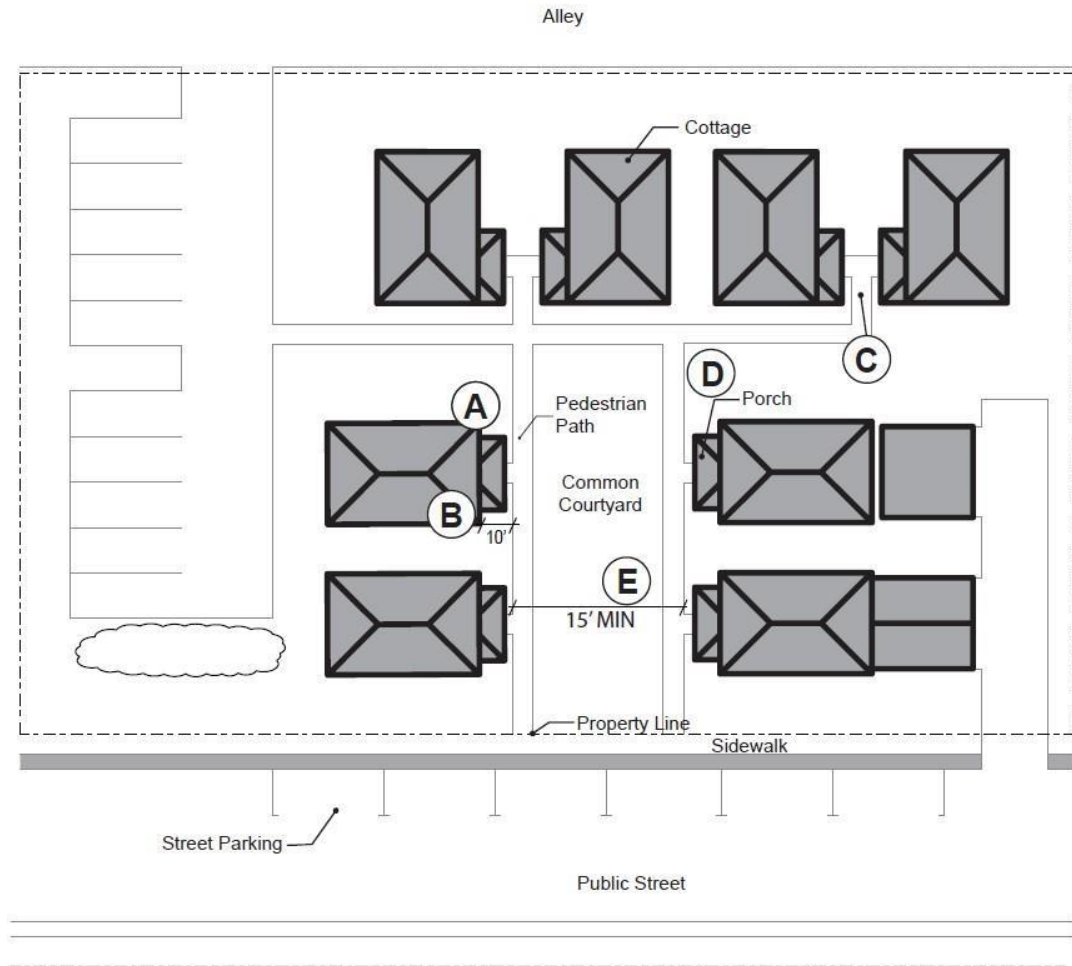 Alley
Cottage
C
D
A
Porch
Pedestrian
Path
Common
Courtyard
B
10'
E
15' MIN
Property Line
Sidewalk
Street Parking
Public Street